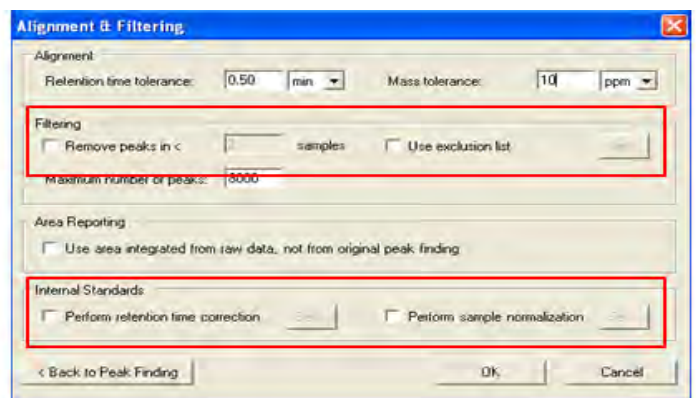 Alignment & Filtering
Alignment
Retention time tolerance: 0.50 min Mass tolerance: 10 ppm
Filtering
Remove peaks in < samples Use exclusion list
Maximum number of peaks: 8000
Area Reporting
Use area integrated from raw data, not from original peak finding
Internal Standards
Perform retention time correction Perform sample normalization
< Back to Peak Finding OK Cancel